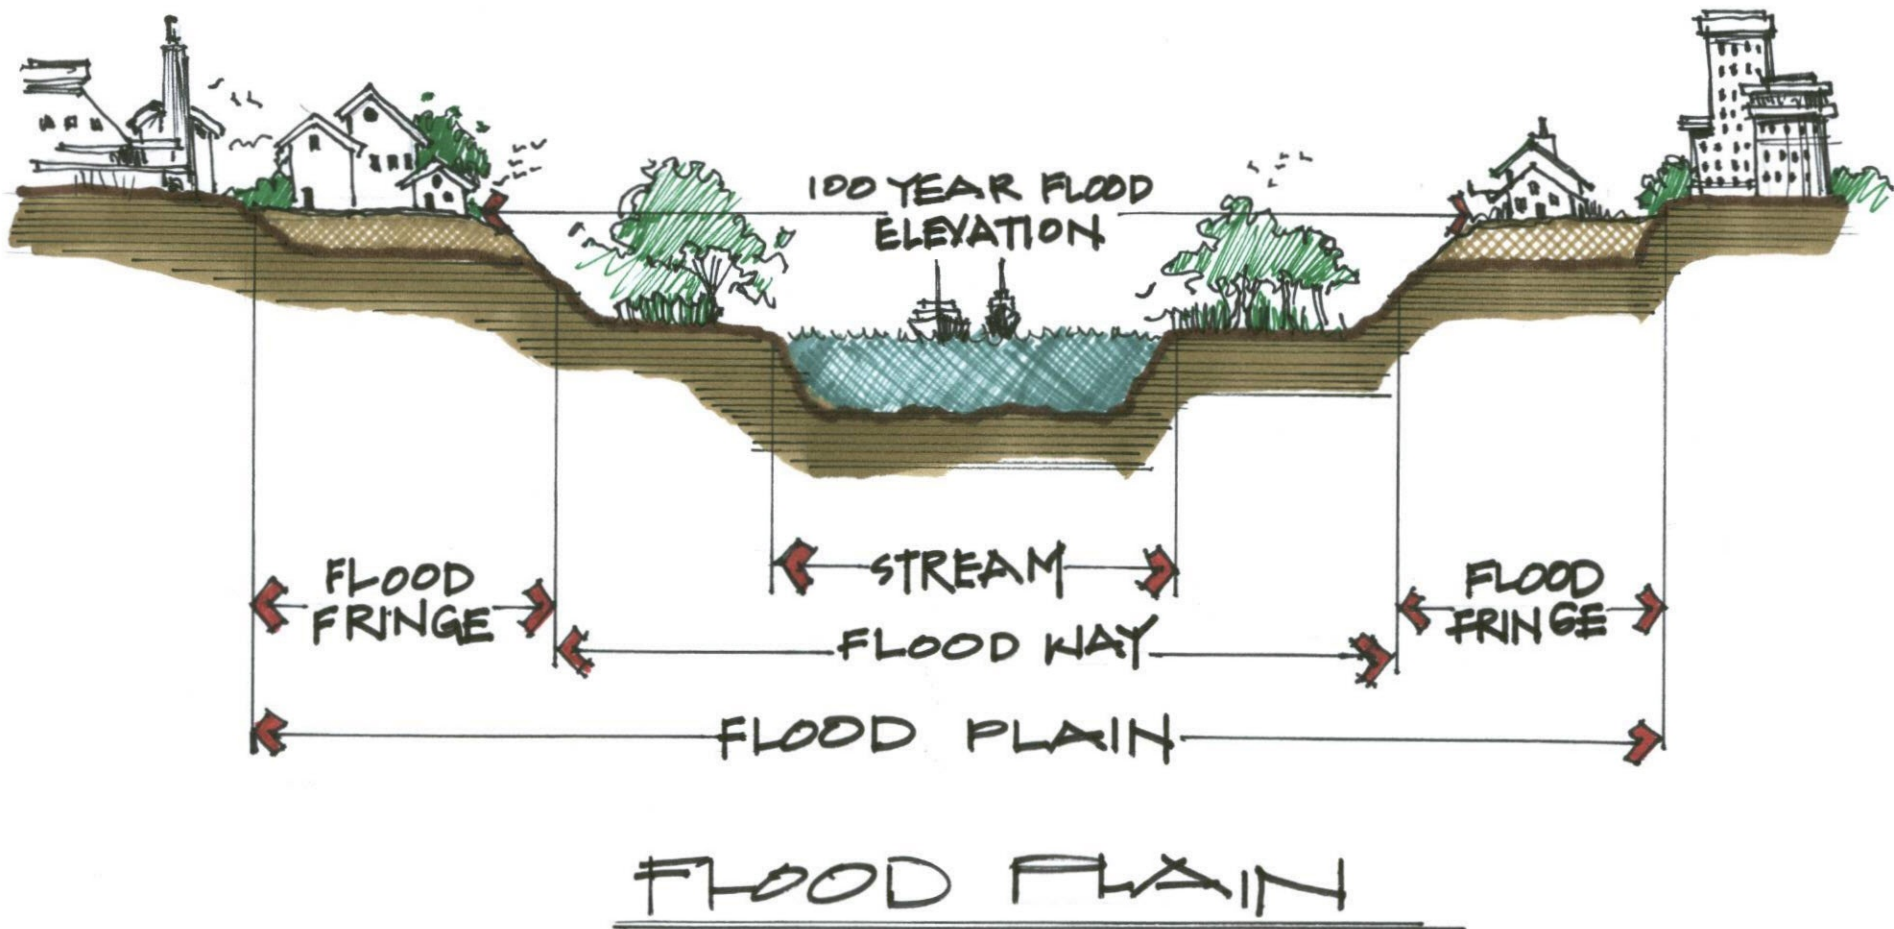 100 YEAR FLOOD
ELEVATION
FLOOD
FRINGE
STREAM
FLOOD
FRINGE
FLOOD WAY
FLOOD PLAIN
FLOOD PLAIN